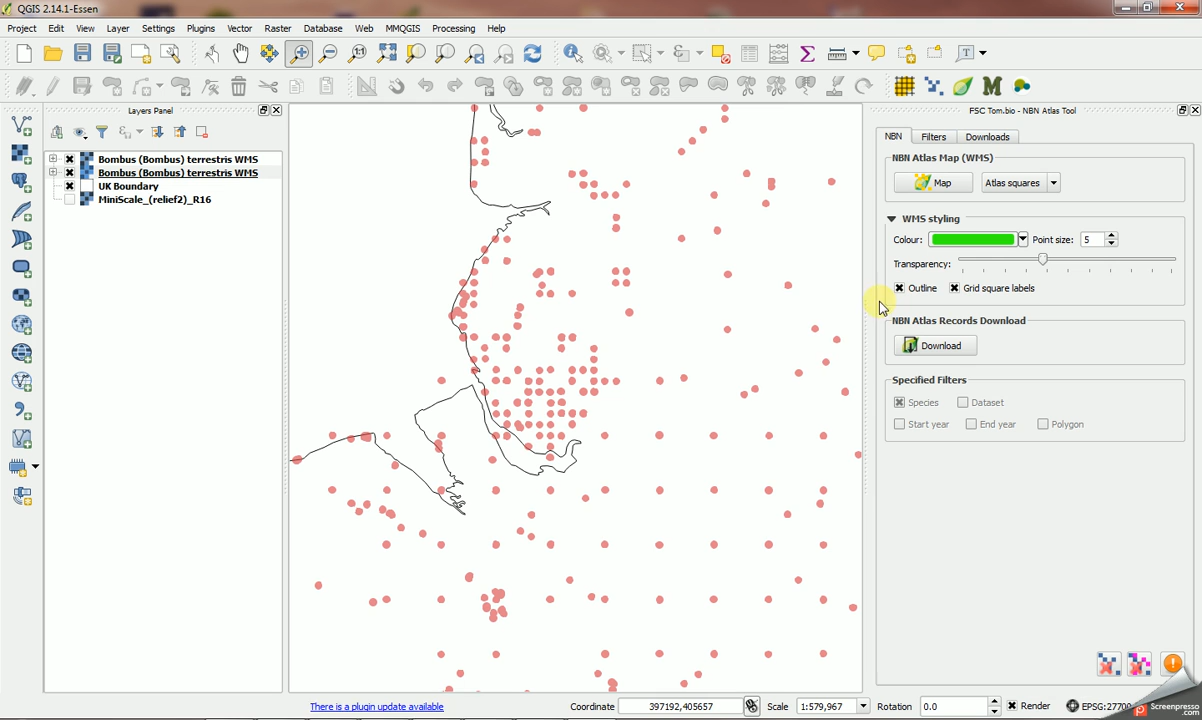 QGIS 2.14.1-Essen
Project Edit View Layer Settings Plugins Vector Raster Database Web MMQGIS Processing Help
Layers Panel
Bombus (Bombus) terrestris WMS
Bombus (Bombus) terrestris WMS
UK Boundary
MiniScale_(relief2)_R16
FSC Tom.bio - NBN Atlas Tool
NBN Filters Downloads
NBN Atlas Map (WMS)
Map Atlas squares
WMS styling
Colour: Point size: 5
Transparency:
Outline Grid square labels
NBN Atlas Records Download
Download
Specified Filters
Species Dataset
Start year End year Polygon
There is a plugin update available Coordinate 397192,405657 Scale 1:579,967 Rotation 0.0 Render EPSG:27700
Screenpresso
.com